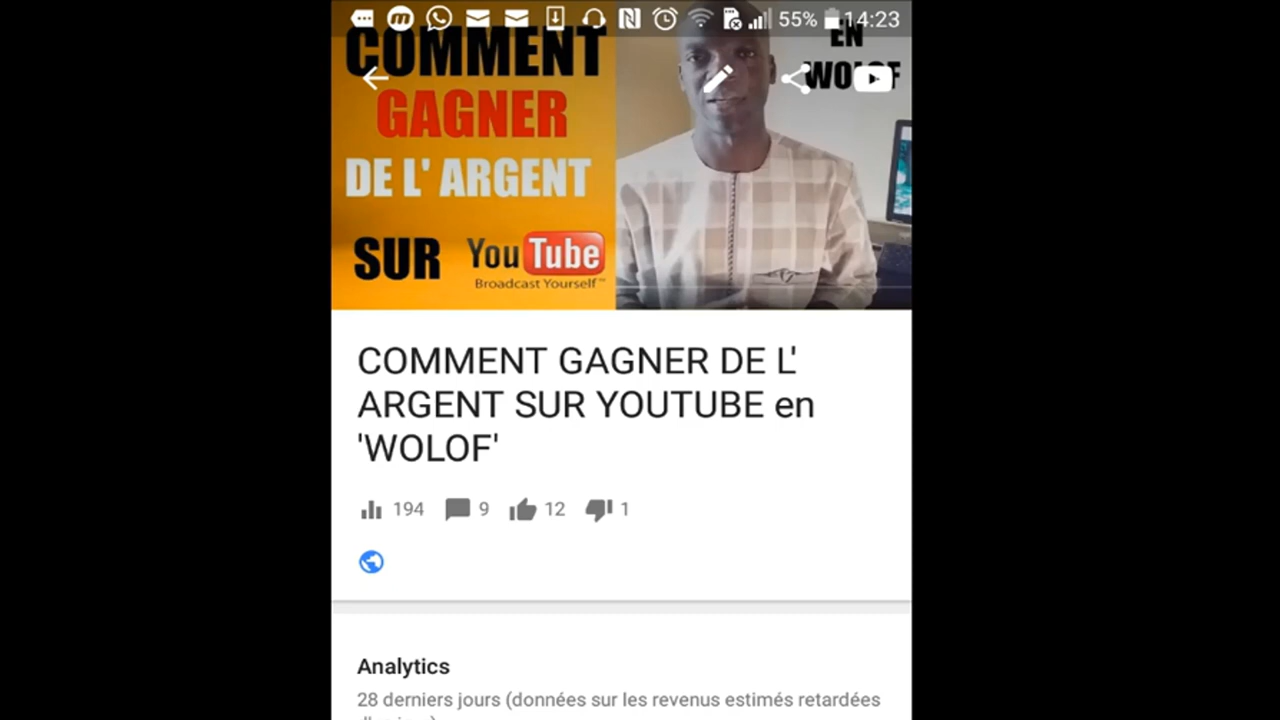 55% 14:23
COMMENT
GAGNER
DE L' ARGENT
SUR YouTube
Broadcast Yourself™
EN
WOLOF
COMMENT GAGNER DE L'
ARGENT SUR YOUTUBE en
'WOLOF'
194 9 12 1
Analytics
28 derniers jours (données sur les revenus estimés retardées